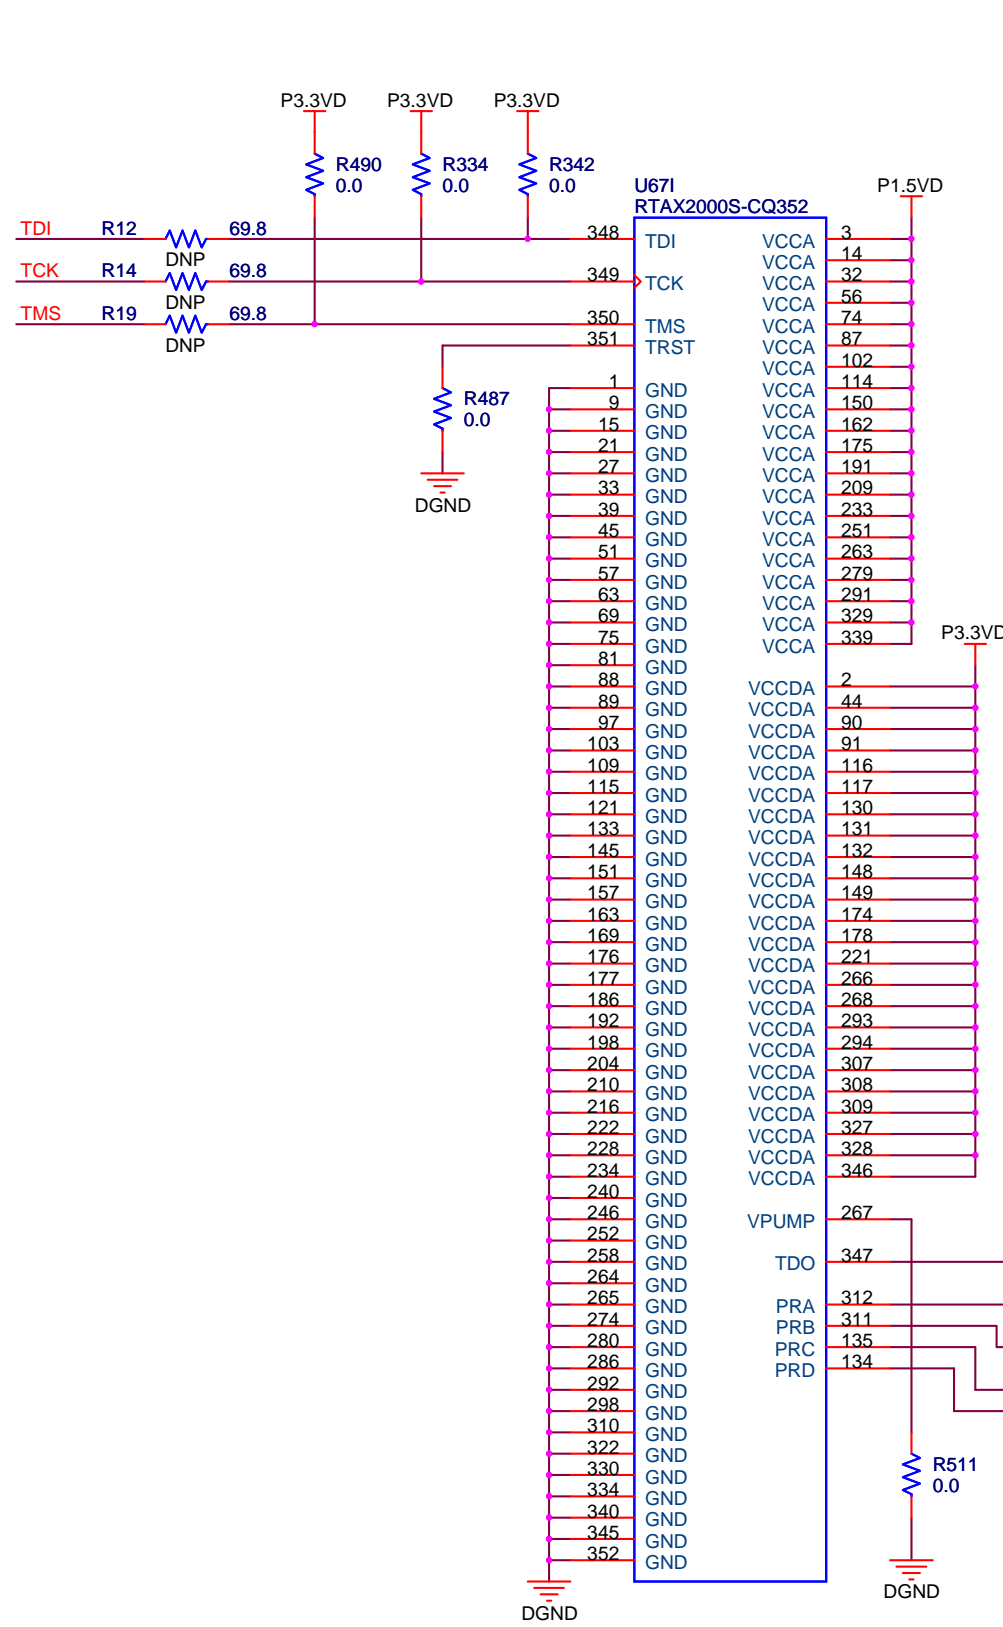 P3.3VD P3.3VD P3.3VD
R490 R334 R342
0.0 0.0 0.0
U67I
RTAX2000S-CQ352
P1.5VD
TDI R12 69.8
DNP
TCK R14 69.8
DNP
TMS R19 69.8
DNP
348 TDI
349 TCK
350 TMS
351 TRST
R487
0.0
DGND
1 GND
9 GND
15 GND
21 GND
27 GND
33 GND
39 GND
45 GND
51 GND
57 GND
63 GND
69 GND
75 GND
81 GND
88 GND
89 GND
97 GND
103 GND
109 GND
115 GND
121 GND
133 GND
145 GND
151 GND
157 GND
163 GND
169 GND
176 GND
177 GND
186 GND
192 GND
198 GND
204 GND
210 GND
216 GND
222 GND
228 GND
234 GND
240 GND
246 GND
252 GND
258 GND
264 GND
265 GND
274 GND
280 GND
286 GND
292 GND
298 GND
310 GND
322 GND
330 GND
334 GND
340 GND
345 GND
352 GND
DGND
VCCA 3
VCCA 14
VCCA 32
VCCA 56
VCCA 74
VCCA 87
VCCA 102
VCCA 114
VCCA 150
VCCA 162
VCCA 175
VCCA 191
VCCA 209
VCCA 233
VCCA 251
VCCA 263
VCCA 279
VCCA 291
VCCA 329
VCCA 339
P3.3VD
VCCDA 2
VCCDA 44
VCCDA 90
VCCDA 91
VCCDA 116
VCCDA 117
VCCDA 130
VCCDA 131
VCCDA 132
VCCDA 148
VCCDA 149
VCCDA 174
VCCDA 178
VCCDA 221
VCCDA 266
VCCDA 268
VCCDA 293
VCCDA 294
VCCDA 307
VCCDA 308
VCCDA 309
VCCDA 327
VCCDA 328
VCCDA 346
VPUMP 267
TDO 347
PRA 312
PRB 311
PRC 135
PRD 134
R511
0.0
DGND